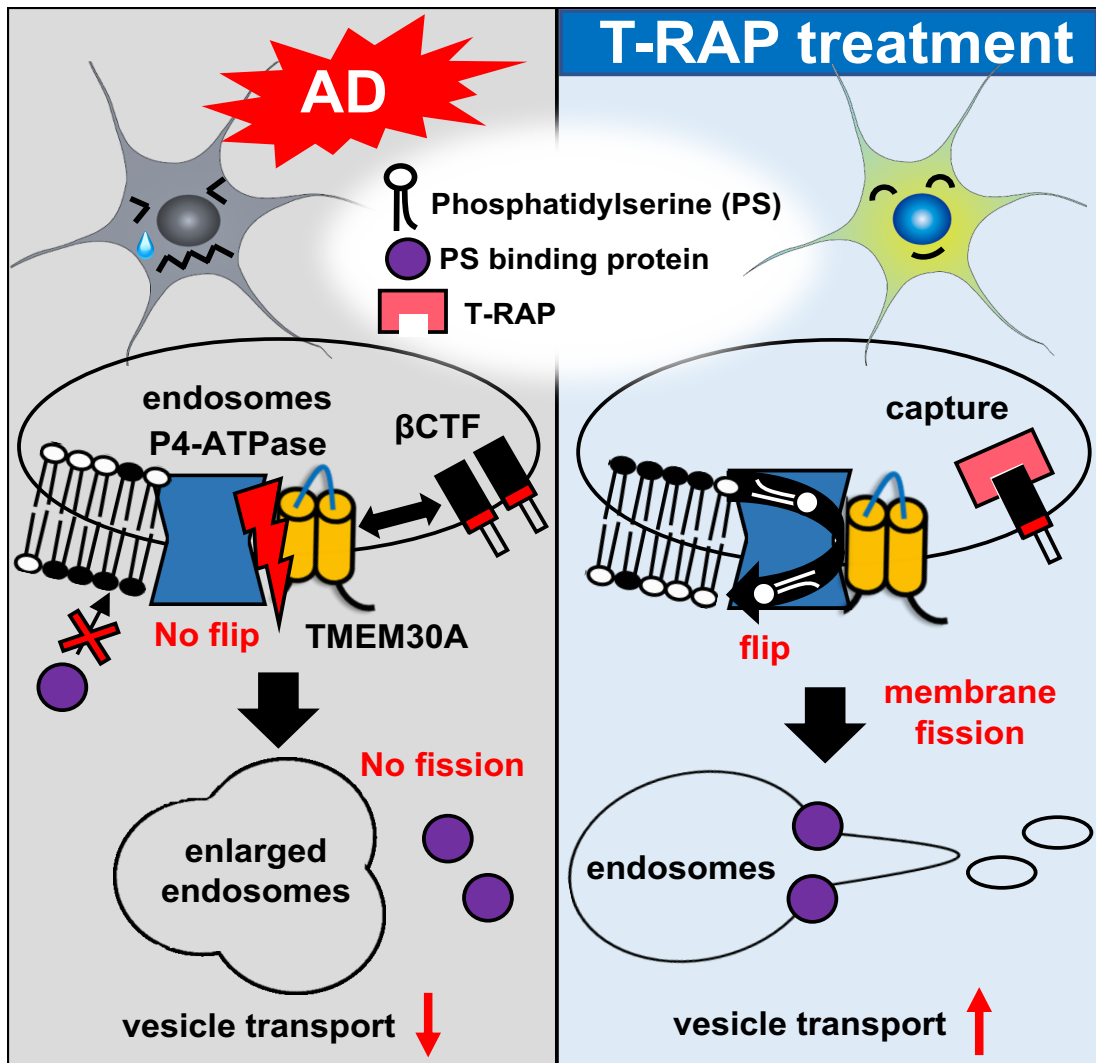 AD
T-RAP treatment
Phosphatidylserine (PS)
PS binding protein
T-RAP
endosomes
P4-ATPase
βCTF
No flip
TMEM30A
No fission
enlarged
endosomes
vesicle transport
capture
flip
membrane
fission
endosomes
vesicle transport